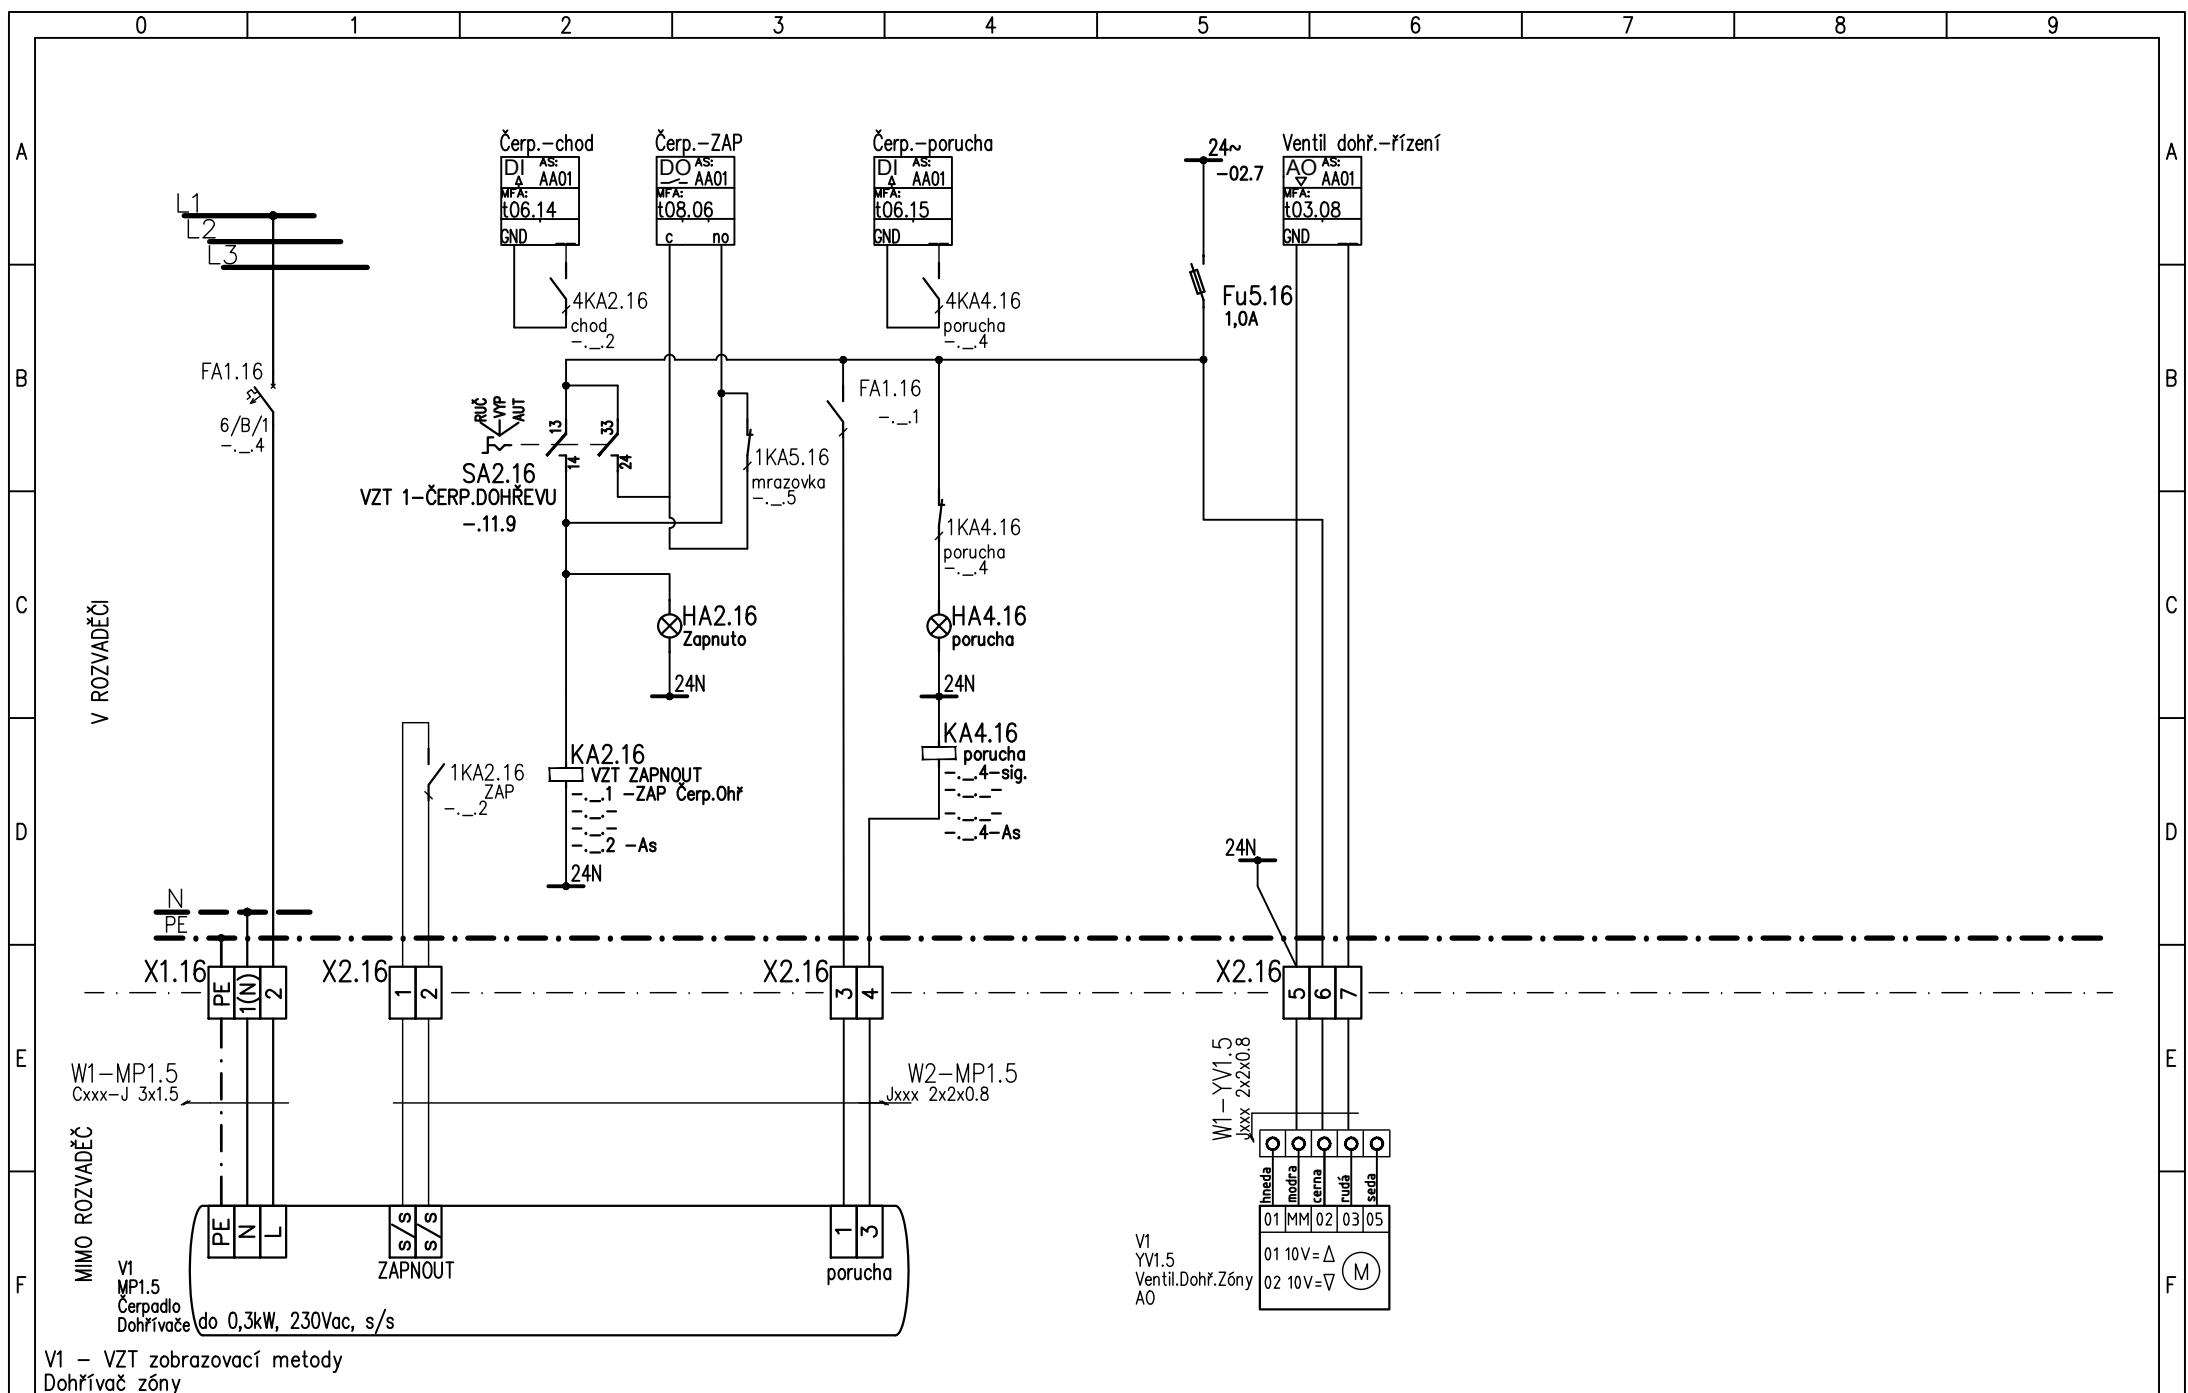 0 1 2 3 4 5 6 7 8 9
A
A
B
B
C
C
D
D
E
E
F
F
V ROZVADĚČI
MIMO ROZVADĚČ
L1
L2
L3
FA1.16
6/B/1
-._.4
Čerp.-chod
DI AS:
AA01
MFA:
t06.14
GND
4KA2.16
chod
-._.2
Čerp.-ZAP
DO AS:
AA01
MFA:
t08.06
c no
Čerp.-porucha
DI AS:
AA01
MFA:
t06.15
GND
4KA4.16
porucha
-._.4
24~
-02.7
Fu5.16
1,0A
Ventil dohř.-řízení
AO AS:
AA01
MFA:
t03.08
GND
RUČ
VYP
AUT
13
14
33
24
SA2.16
VZT 1-ČERP.DOHŘEVU
-.11.9
1KA5.16
mrazovka
-._.5
FA1.16
-._.1
1KA4.16
porucha
-._.4
HA2.16
Zapnuto
24N
HA4.16
porucha
24N
1KA2.16
ZAP
-._.2
KA2.16
VZT ZAPNOUT
-._.1 -ZAP Čerp.Ohř
-._.-
-._.-
-._.2 -As
24N
KA4.16
porucha
-._.4-sig.
-._._-
-._._-
-._.4-As
24N
N
PE
X1.16 PE 1(N) 2
X2.16 1 2
X2.16 3 4
X2.16 5 6 7
W1-MP1.5
Cxxx-J 3x1.5
W2-MP1.5
Jxxx 2x2x0.8
W1-YV1.5
Jxxx 2x2x0.8
hneda
modra
cerna
rudá
seda
01 MM 02 03 05
01 10V=
02 10V=
M
V1
YV1.5
Ventil.Dohř.Zóny
AO
PE N L
s/s s/s
ZAPNOUT
1 3
porucha
V1
MP1.5
Čerpadlo
Dohřívače
do 0,3kW, 230Vac, s/s
V1 - VZT zobrazovací metody
Dohřívač zóny